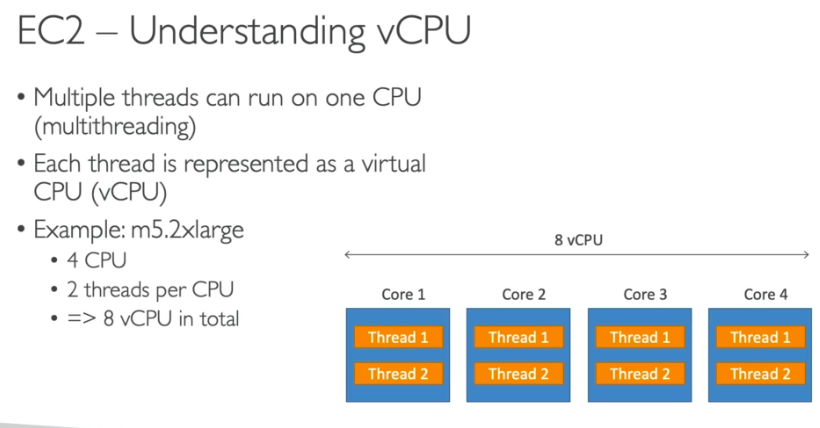 EC2 – Understanding vCPU
• Multiple threads can run on one CPU
(multithreading)
• Each thread is represented as a virtual
CPU (vCPU)
• Example: m5.2xlarge
• 4 CPU
• 2 threads per CPU
• => 8 vCPU in total
8 vCPU
Core 1 Core 2 Core 3 Core 4
Thread 1 Thread 1 Thread 1 Thread 1
Thread 2 Thread 2 Thread 2 Thread 2